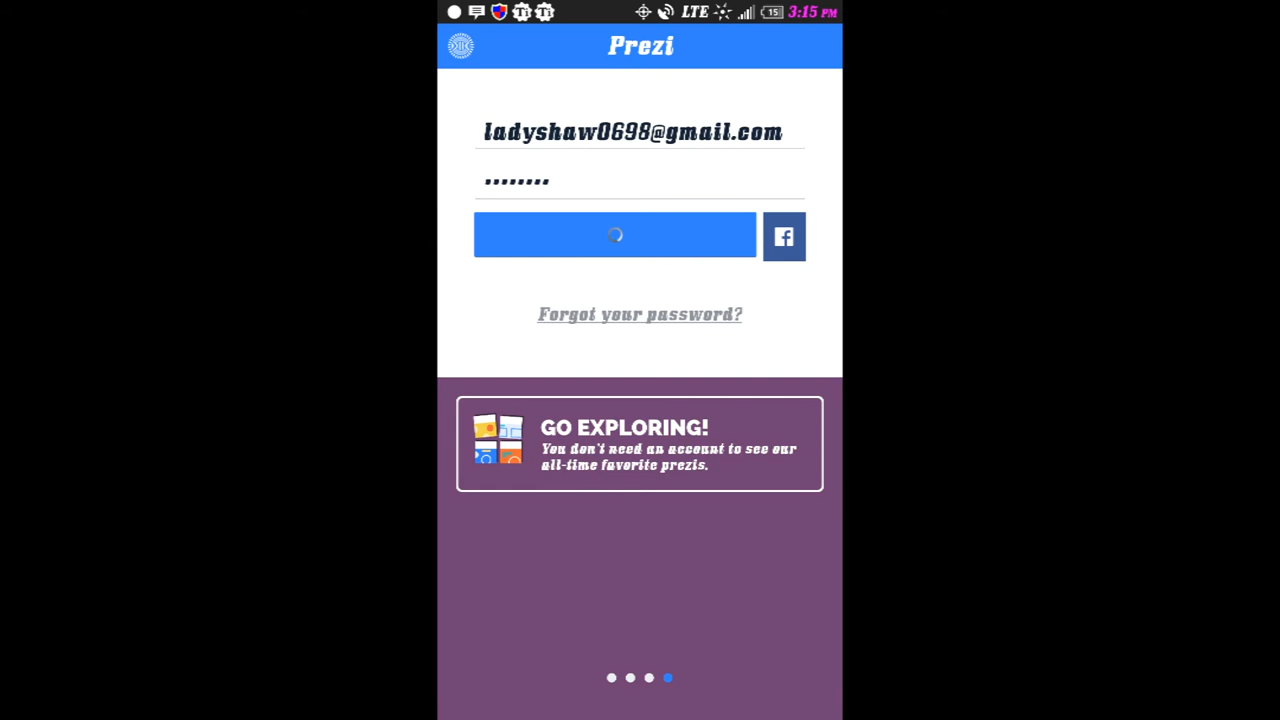 LTE 15 3:15 PM
Prezi
ladyshaw0698@gmail.com
••••••••
Forgot your password?
GO EXPLORING!
You don't need an account to see our
all-time favorite prezis.